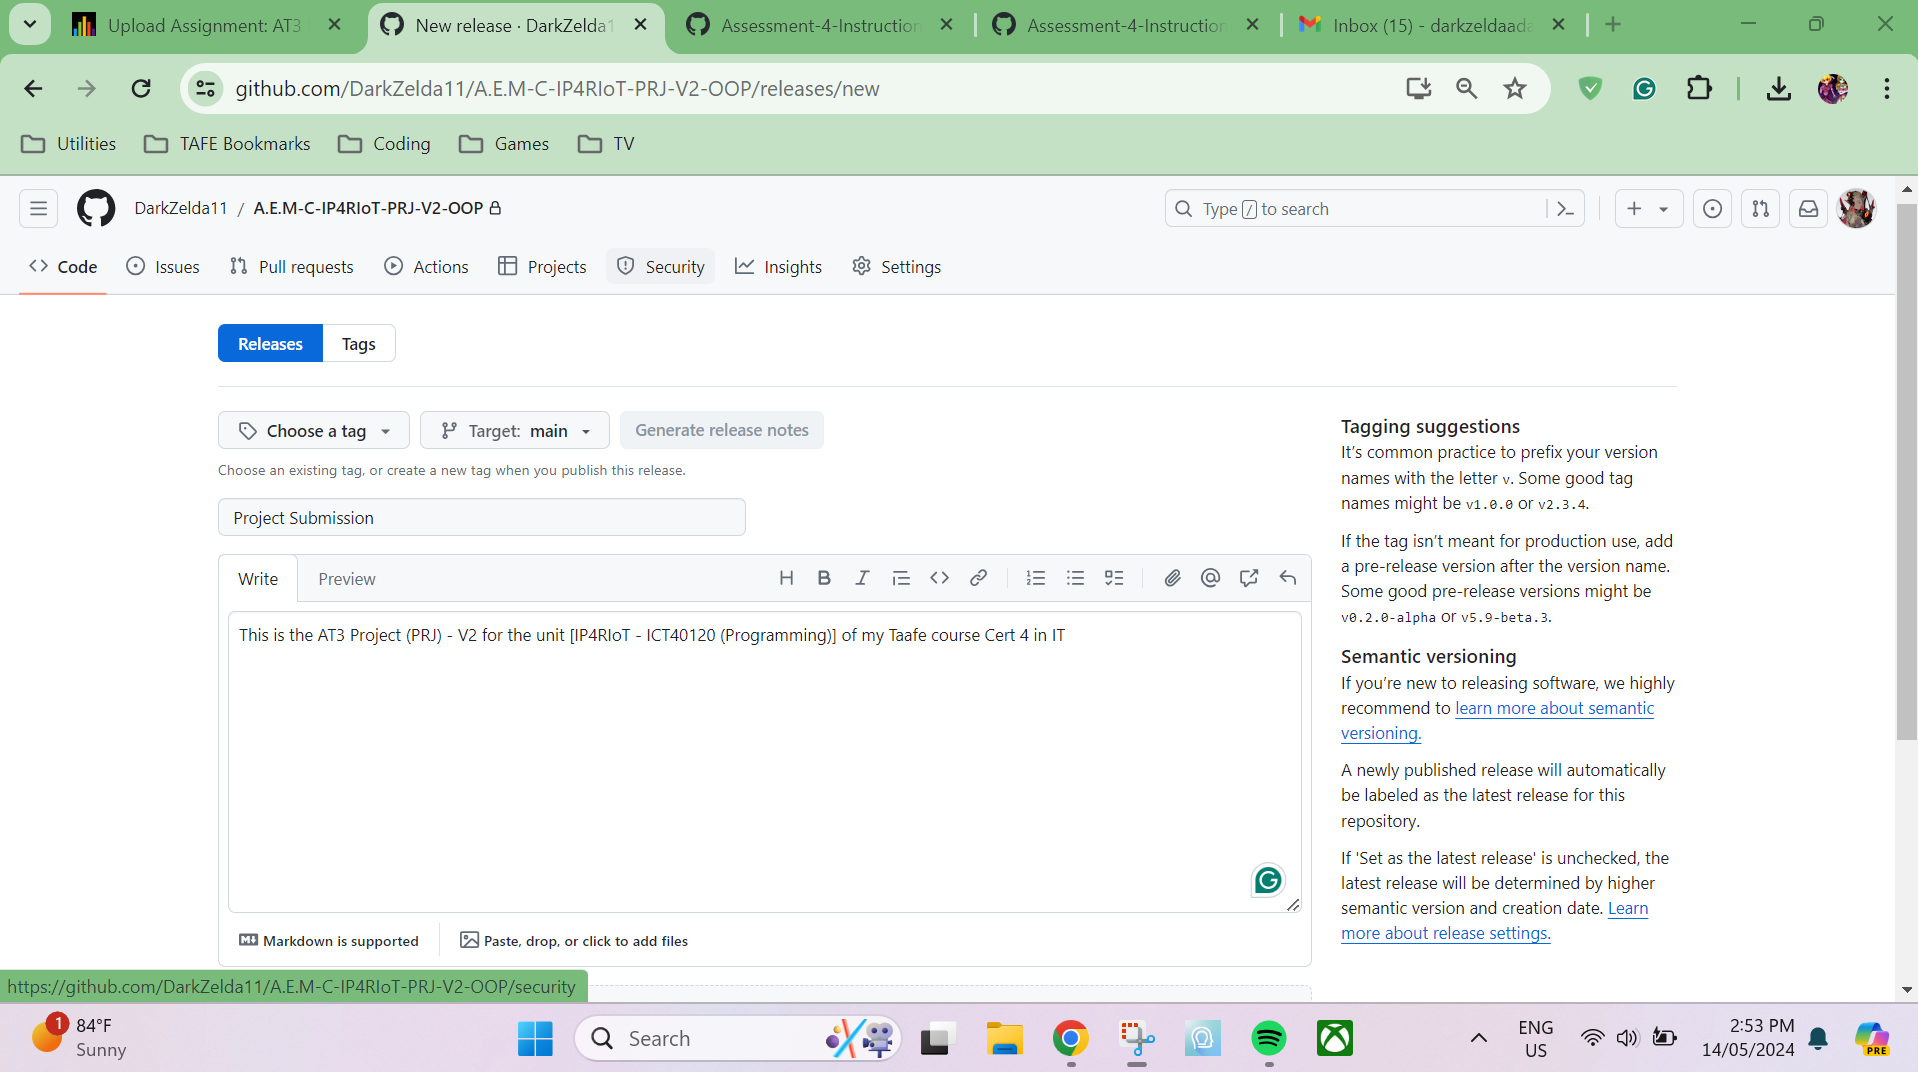 Upload Assignment: AT3
New release · DarkZelda1
Assessment-4-Instruction
Assessment-4-Instruction
Inbox (15) - darkzeldaada
github.com/DarkZelda11/A.E.M-C-IP4RIoT-PRJ-V2-OOP/releases/new
Utilities
TAFE Bookmarks
Coding
Games
TV
DarkZelda11 / A.E.M-C-IP4RIoT-PRJ-V2-OOP
Type / to search
Code
Issues
Pull requests
Actions
Projects
Security
Insights
Settings
Releases
Tags
Choose a tag
Target: main
Generate release notes
Choose an existing tag, or create a new tag when you publish this release.
Project Submission
Write
Preview
This is the AT3 Project (PRJ) - V2 for the unit [IP4RIoT - ICT40120 (Programming)] of my Taafe course Cert 4 in IT
Markdown is supported
Paste, drop, or click to add files
Tagging suggestions
It's common practice to prefix your version
names with the letter v. Some good tag
names might be v1.0.0 or v2.3.4.
If the tag isn't meant for production use, add
a pre-release version after the version name.
Some good pre-release versions might be
v0.2.0-alpha or v5.9-beta.3.
Semantic versioning
If you're new to releasing software, we highly
recommend to learn more about semantic
versioning.
A newly published release will automatically
be labeled as the latest release for this
repository.
If 'Set as the latest release' is unchecked, the
latest release will be determined by higher
semantic version and creation date. Learn
more about release settings.
https://github.com/DarkZelda11/A.E.M-C-IP4RIoT-PRJ-V2-OOP/security
1
84°F
Sunny
Search
ENG
US
2:53 PM
14/05/2024
PRE